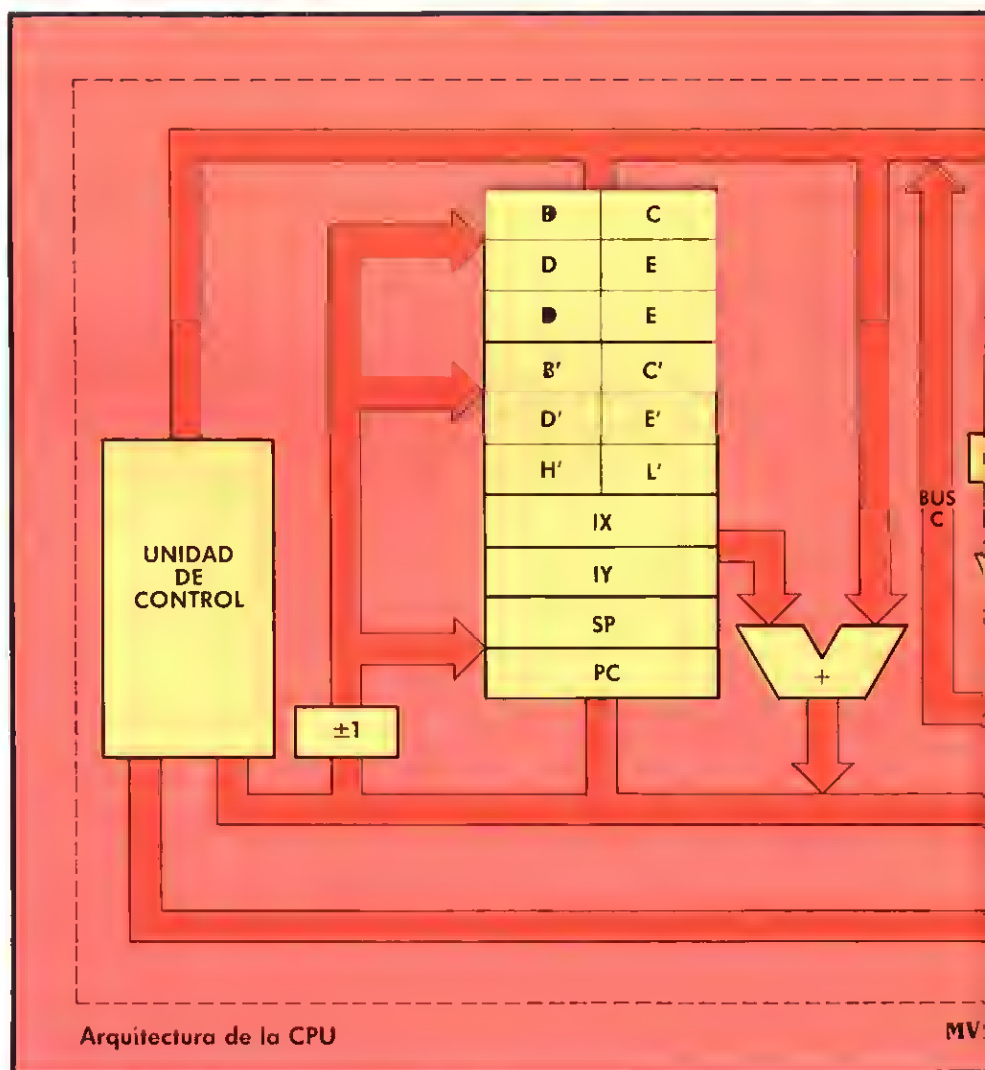 B C
D E
D E
B' C'
D' E'
H' L'
IX
IY
SP
PC
UNIDAD
DE
CONTROL
±1
+
BUS
C
Arquitectura de la CPU